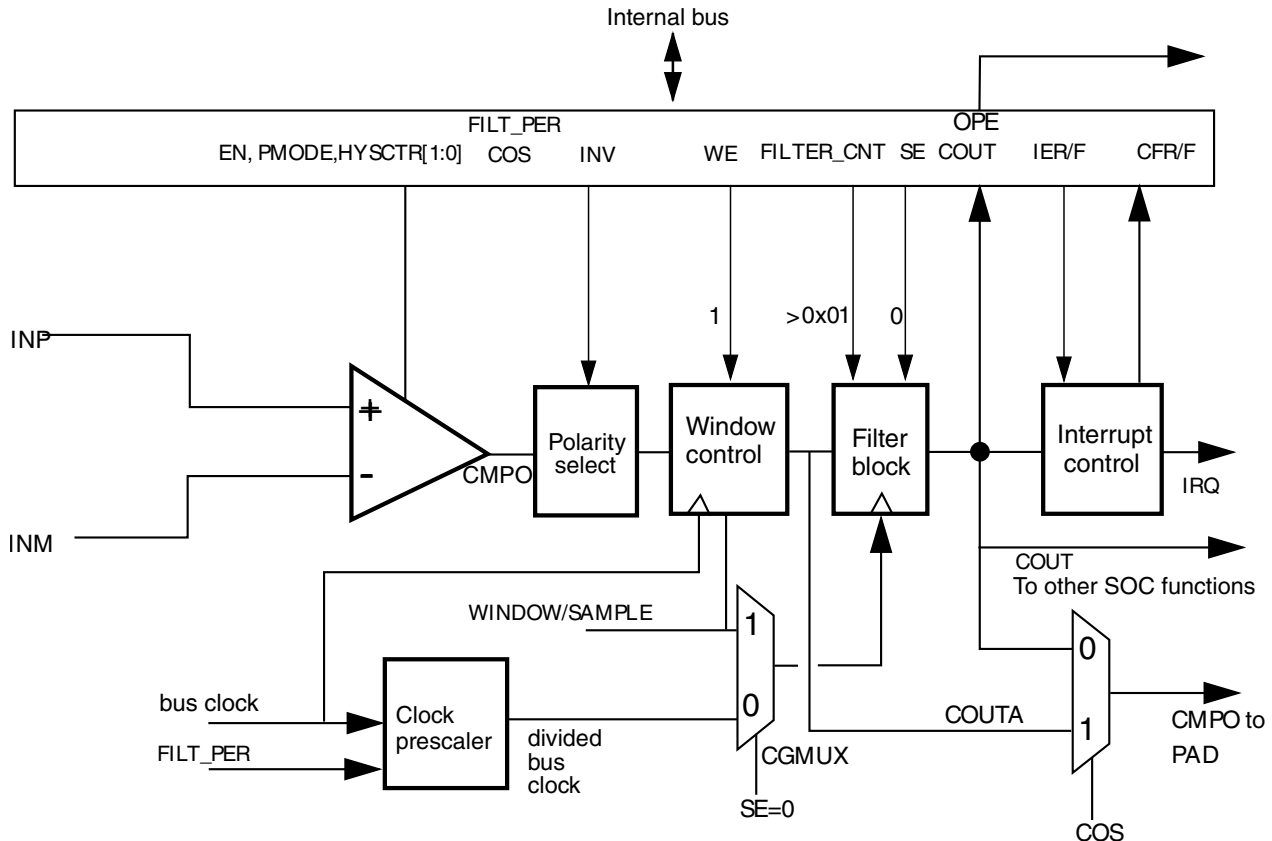 Internal bus
FILT_PER
OPE
EN, PMODE,HYSCTR[1:0]
COS
INV
WE
FILTER_CNT
SE
COUT
IER/F
CFR/F
1
>0x01
0
INP
+
-
INM
CMPO
Polarity
select
Window
control
Filter
block
Interrupt
control
IRQ
COUT
To other SOC functions
WINDOW/SAMPLE
1
0
CGMUX
SE=0
bus clock
FILT_PER
Clock
prescaler
divided
bus
clock
COUTA
0
1
CMPO to
PAD
COS